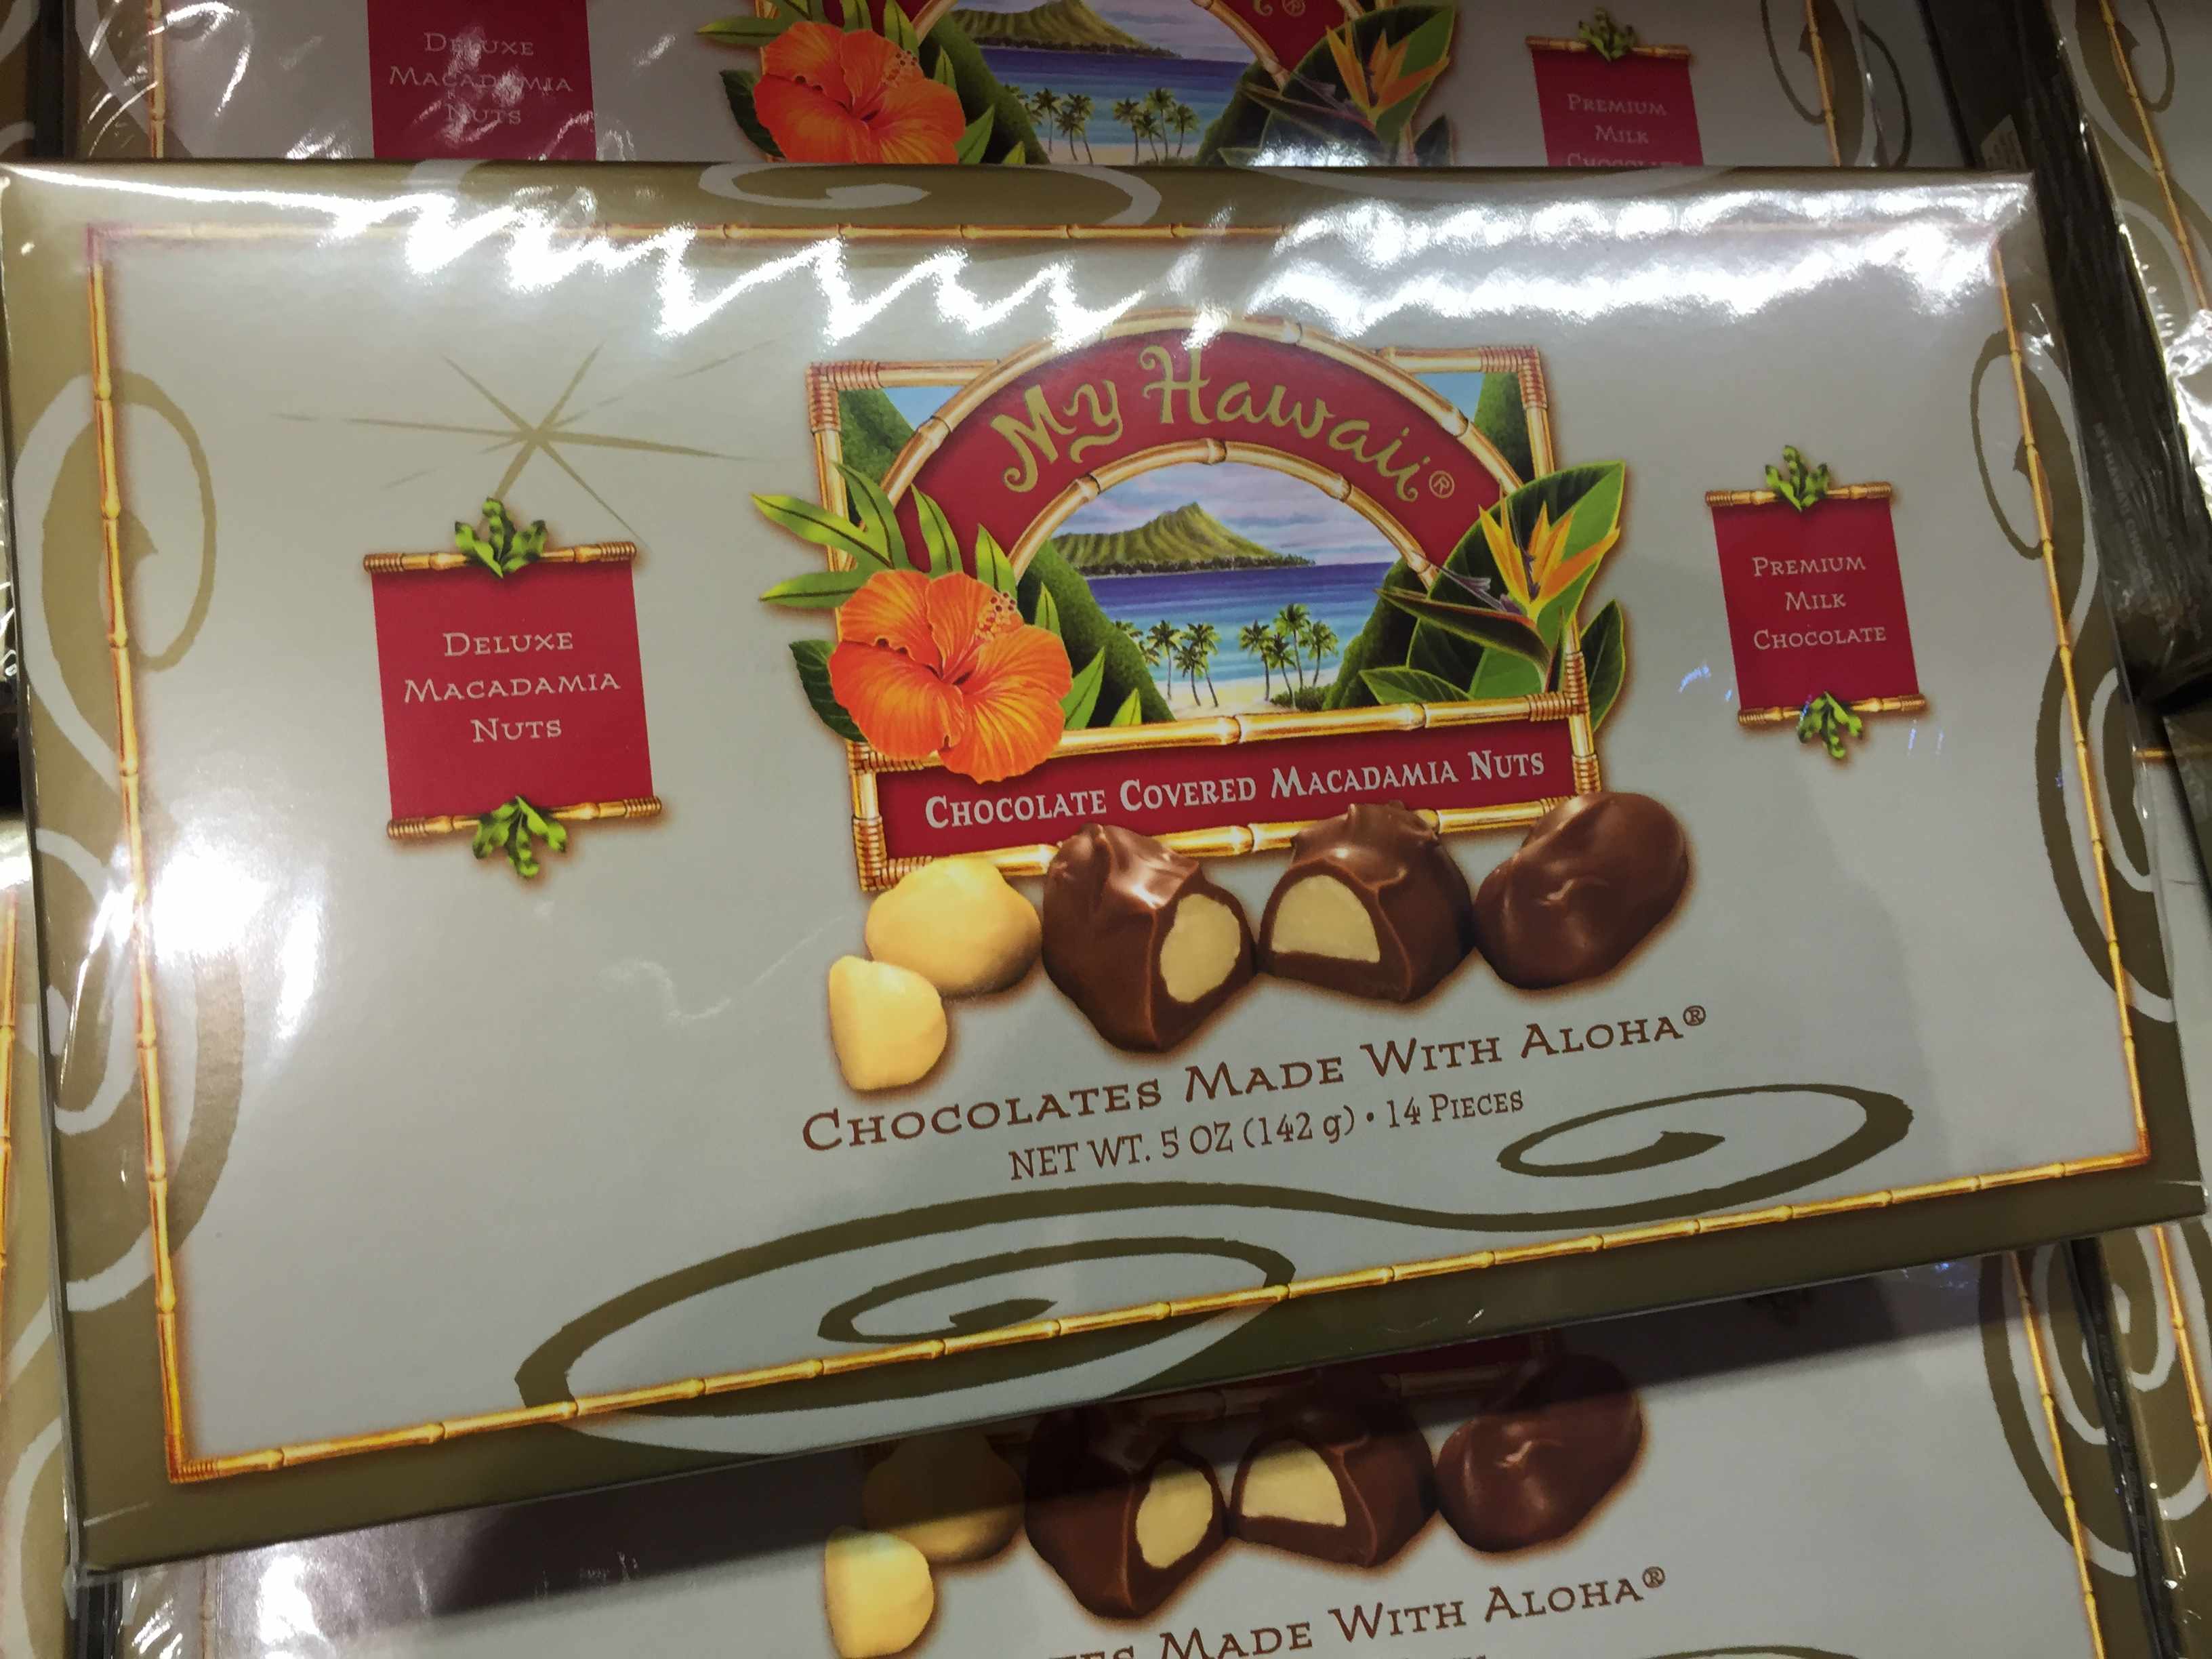 DELUXE
MACADAMIA
NUTS
PREMIUM
MILK
CHOCOLATE
My Hawaii®
DELUXE
MACADAMIA
NUTS
PREMIUM
MILK
CHOCOLATE
CHOCOLATE COVERED MACADAMIA NUTS
CHOCOLATES MADE WITH ALOHA®
NET WT. 5 OZ (142 g) • 14 PIECES
MADE WITH ALOHA®